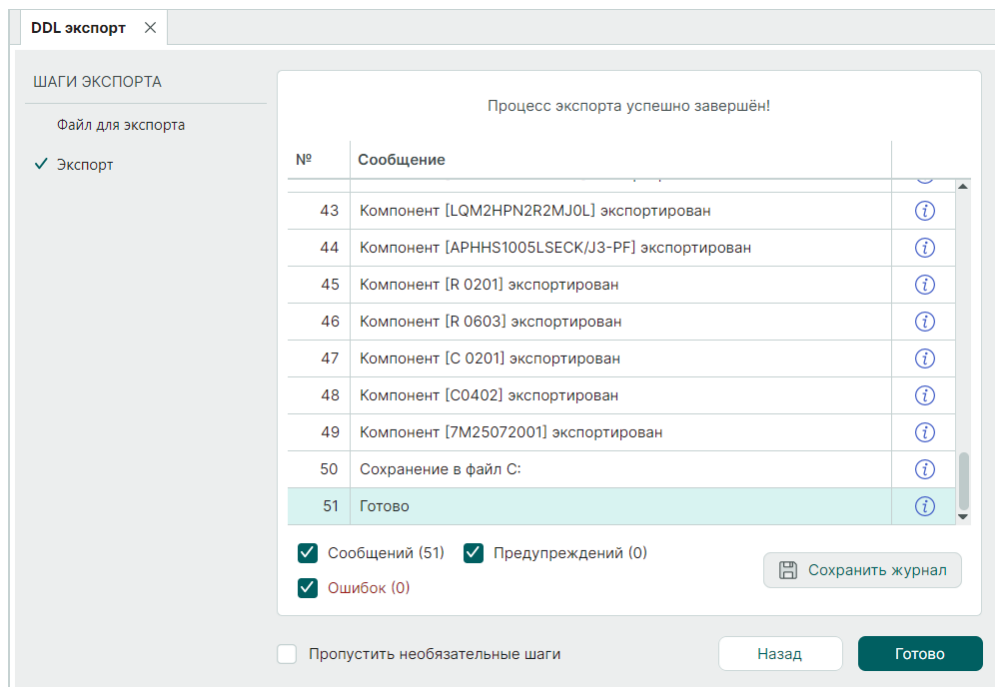 DDL экспорт
ШАГИ ЭКСПОРТА
Файл для экспорта
Экспорт
Процесс экспорта успешно завершён!
№ Сообщение
43 Компонент [LQM2HPN2R2MJ0L] экспортирован
44 Компонент [APHHS1005LSECK/J3-PF] экспортирован
45 Компонент [R 0201] экспортирован
46 Компонент [R 0603] экспортирован
47 Компонент [C 0201] экспортирован
48 Компонент [C0402] экспортирован
49 Компонент [7M25072001] экспортирован
50 Сохранение в файл C:
51 Готово
Сообщений (51) Предупреждений (0)
Ошибок (0)
Сохранить журнал
Пропустить необязательные шаги
Назад
Готово